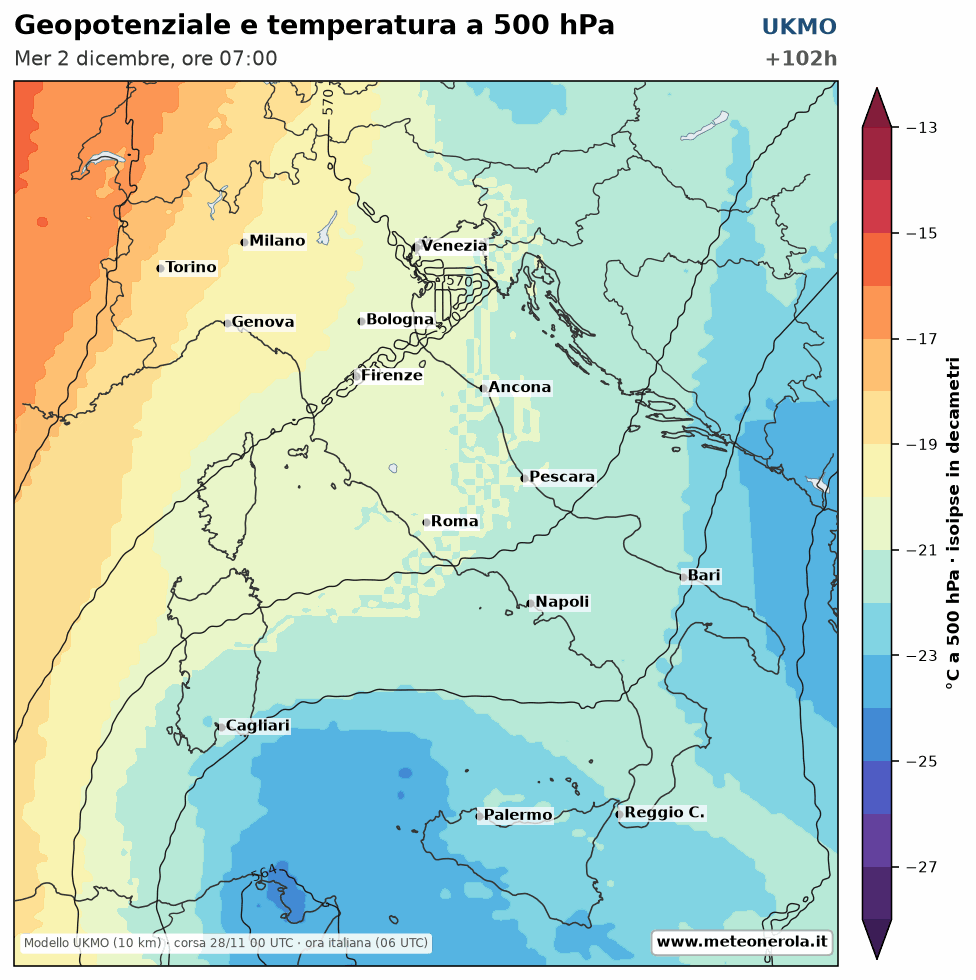 Geopotenziale e temperatura a 500 hPa
UKMO
Mer 2 dicembre, ore 07:00
+102h
570
Milano
Venezia
Torino
570
Genova
Bologna
Firenze
Ancona
Pescara
Roma
Bari
Napoli
Cagliari
Palermo
Reggio C.
564
−13
−15
−17
−19
−21
−23
−25
−27
°C a 500 hPa · isoipse in decametri
Modello UKMO (10 km) · corsa 28/11 00 UTC · ora italiana (06 UTC)
www.meteonerola.it